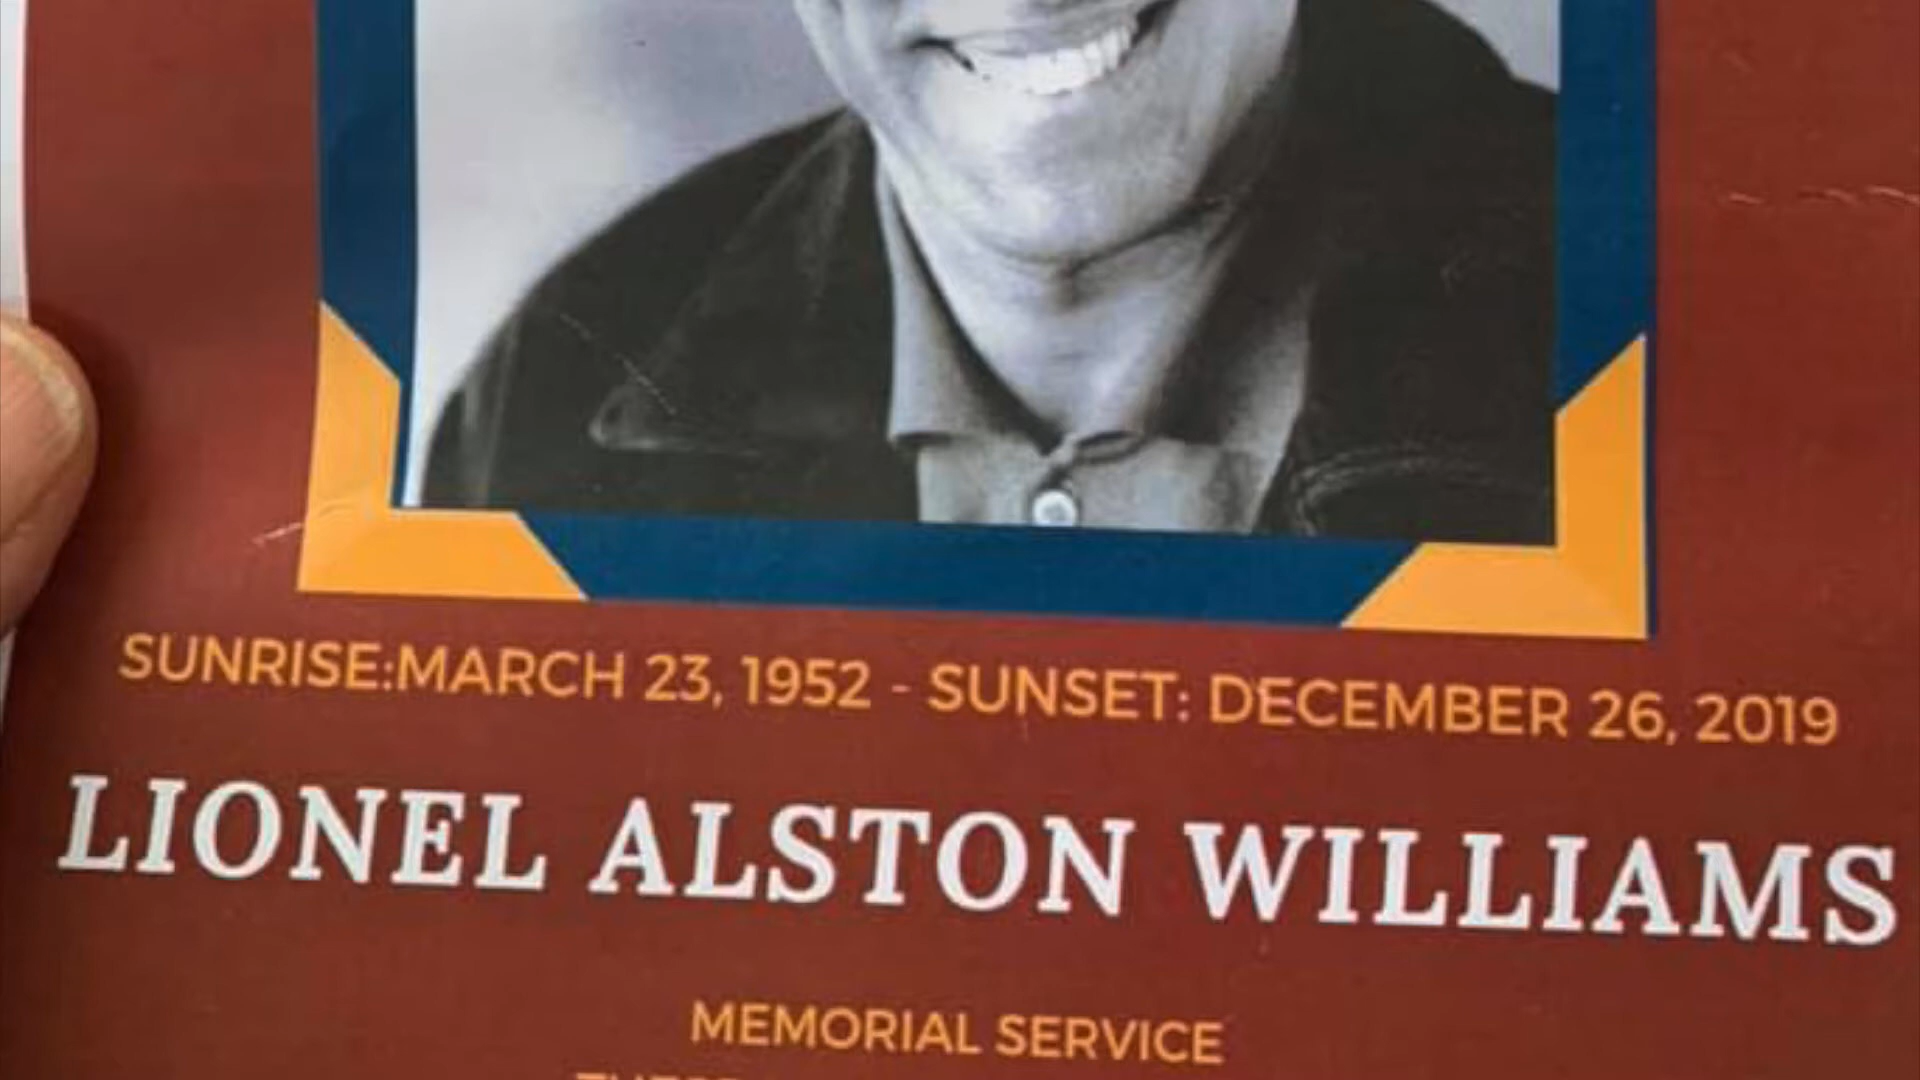 SUNRISE:MARCH 23, 1952 - SUNSET: DECEMBER 26, 2019
LIONEL ALSTON WILLIAMS
MEMORIAL SERVICE